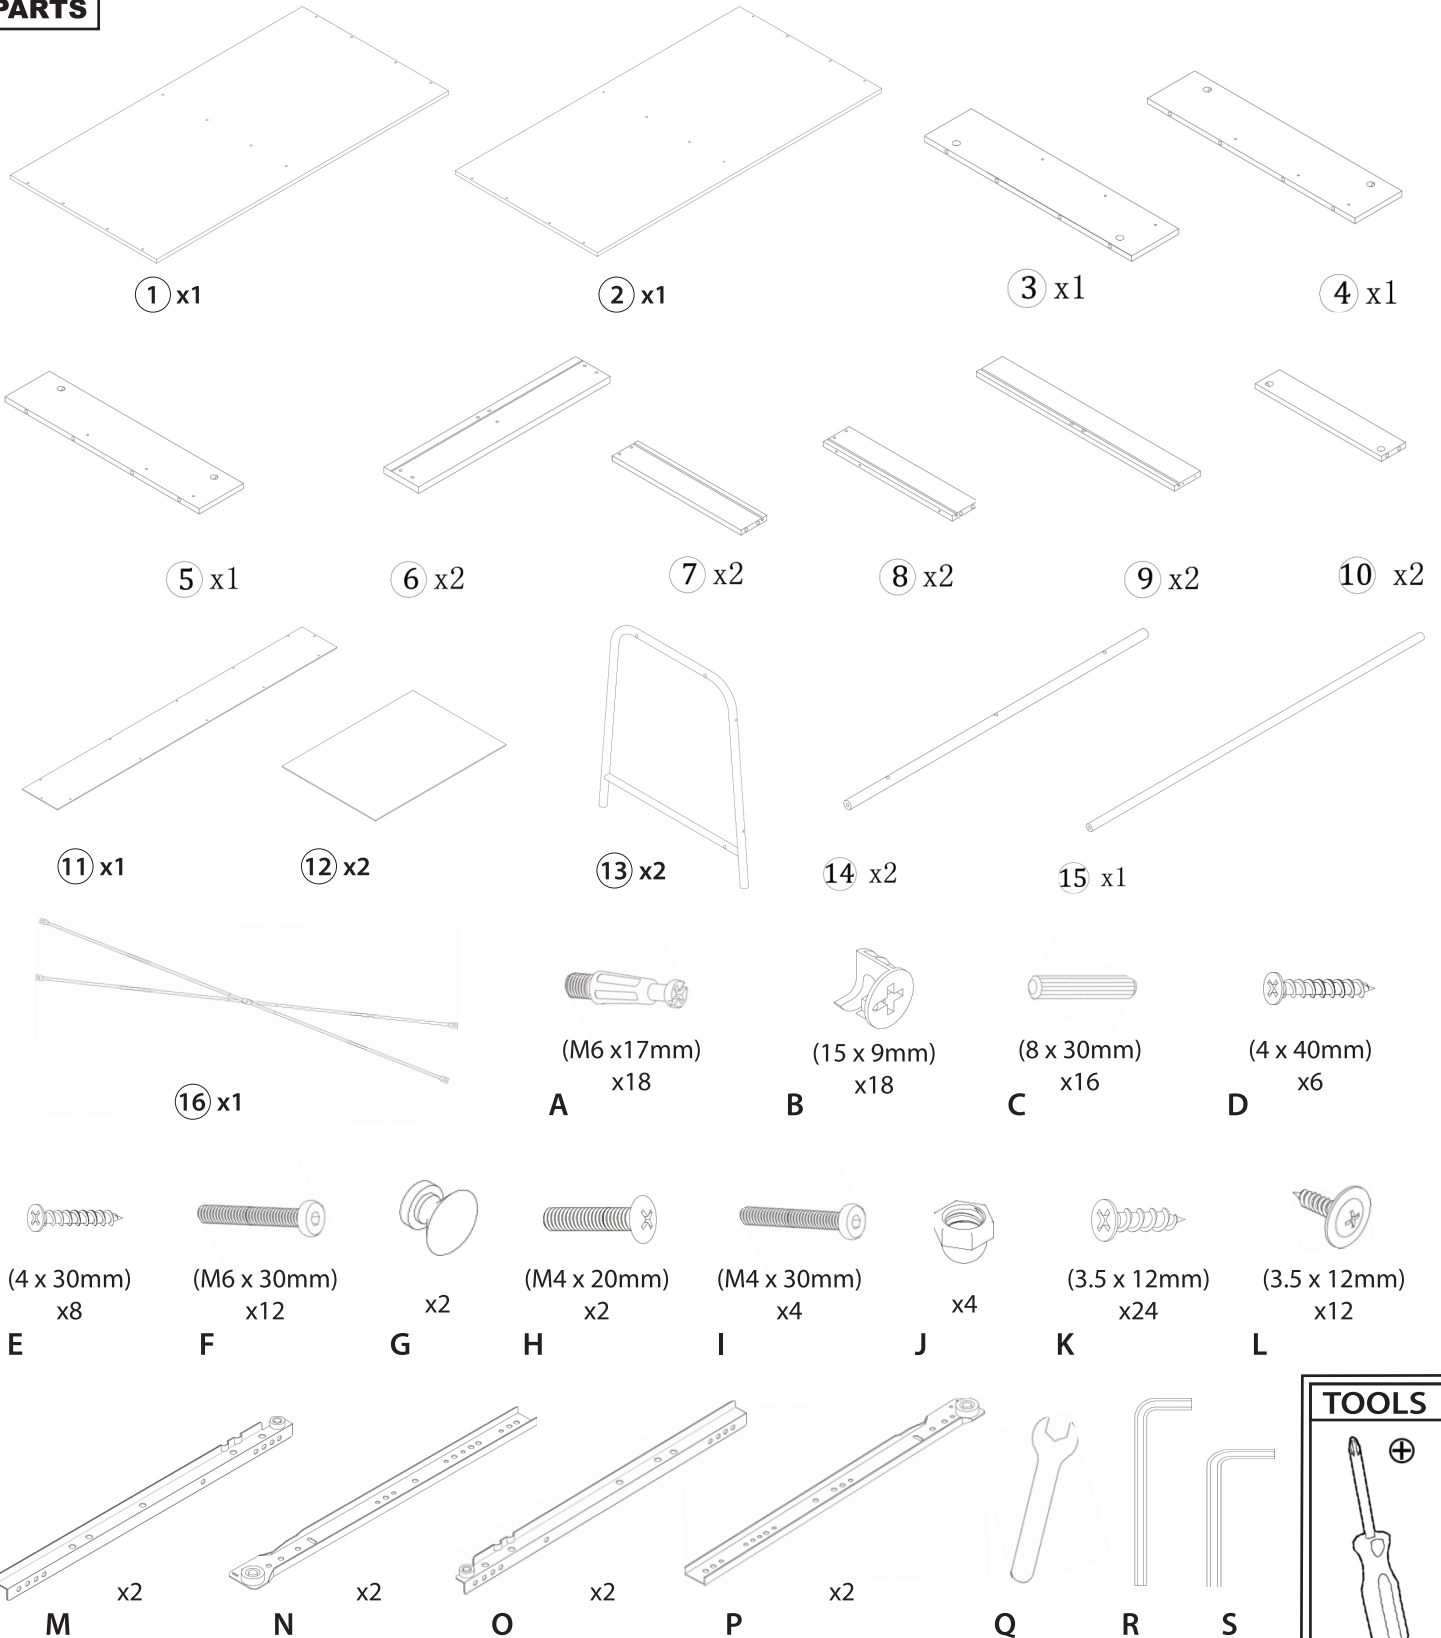 PARTS
1 x1
2 x1
3 x1
4 x1
5 x1
6 x2
7 x2
8 x2
9 x2
10 x2
11 x1
12 x2
13 x2
14 x2
15 x1
16 x1
(M6 x17mm)
x18
A
(15 x 9mm)
x18
B
(8 x 30mm)
x16
C
(4 x 40mm)
x6
D
(4 x 30mm)
x8
E
(M6 x 30mm)
x12
F
x2
G
(M4 x 20mm)
x2
H
(M4 x 30mm)
x4
I
x4
J
(3.5 x 12mm)
x24
K
(3.5 x 12mm)
x12
L
x2
M
x2
N
x2
O
x2
P
Q
R
S
TOOLS